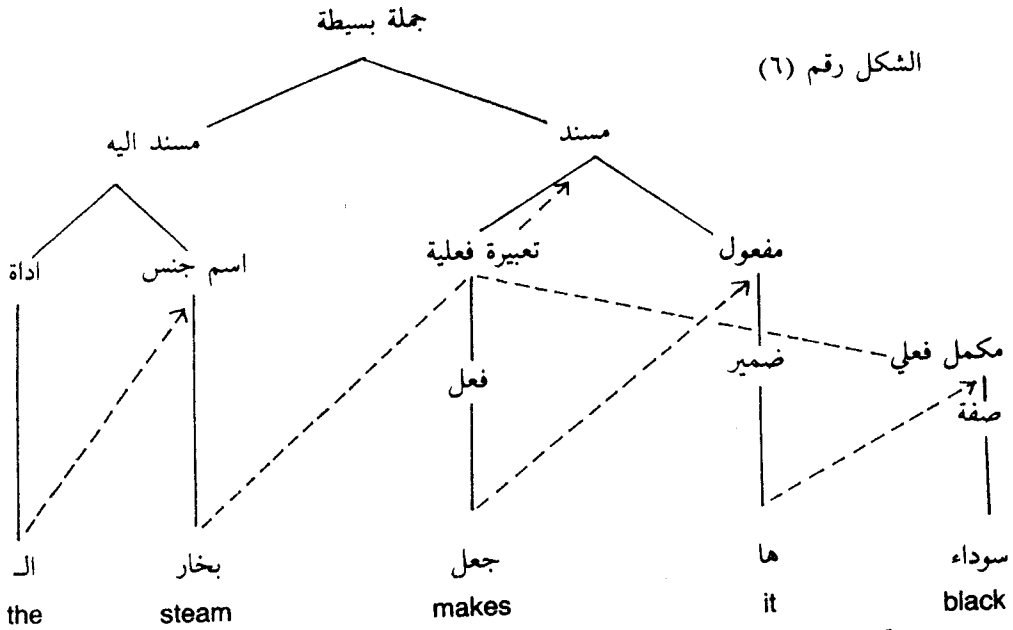 جملة بسيطة
الشكل رقم (٦)
مسند اليه
مسند
اداة
اسم جنس
تعبيرة فعلية
مفعول
مكمل فعلي
فعل
ضمير
صفة
الـ بخار جعل ها سوداء
the steam makes it black